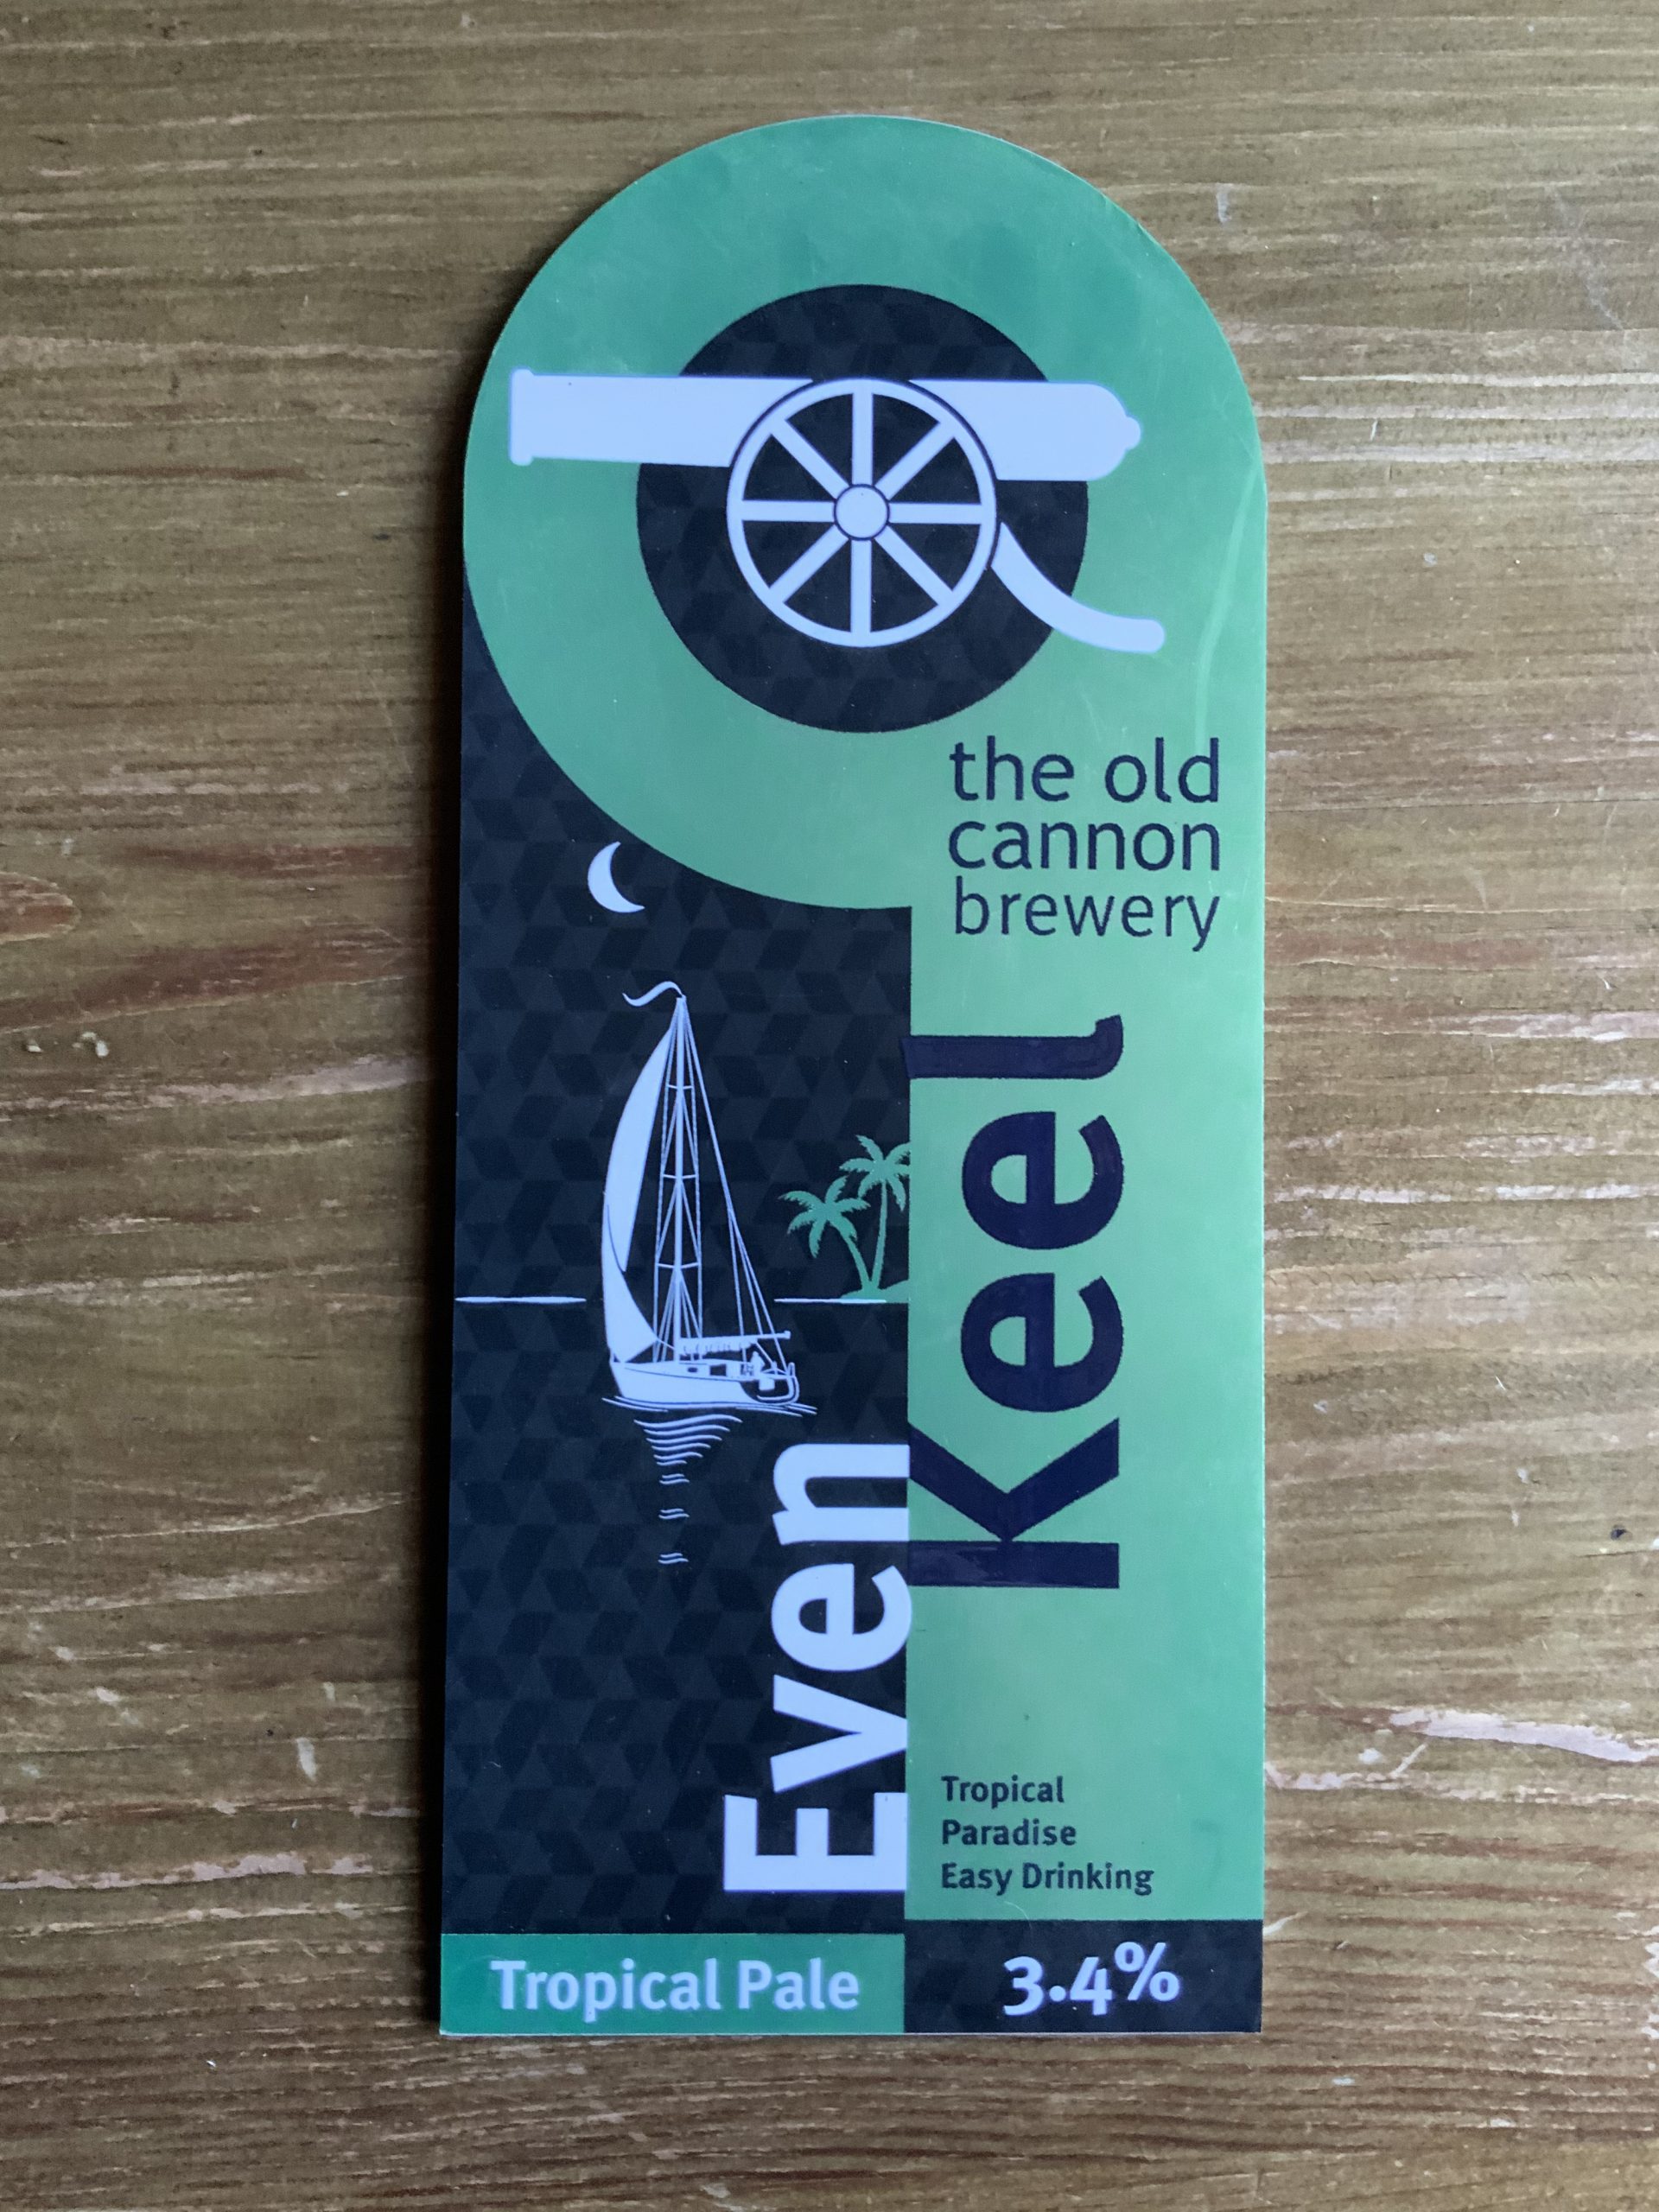 the old
cannon
brewery
Even
keel
Tropical
Paradise
Easy Drinking
Tropical Pale
3.4%